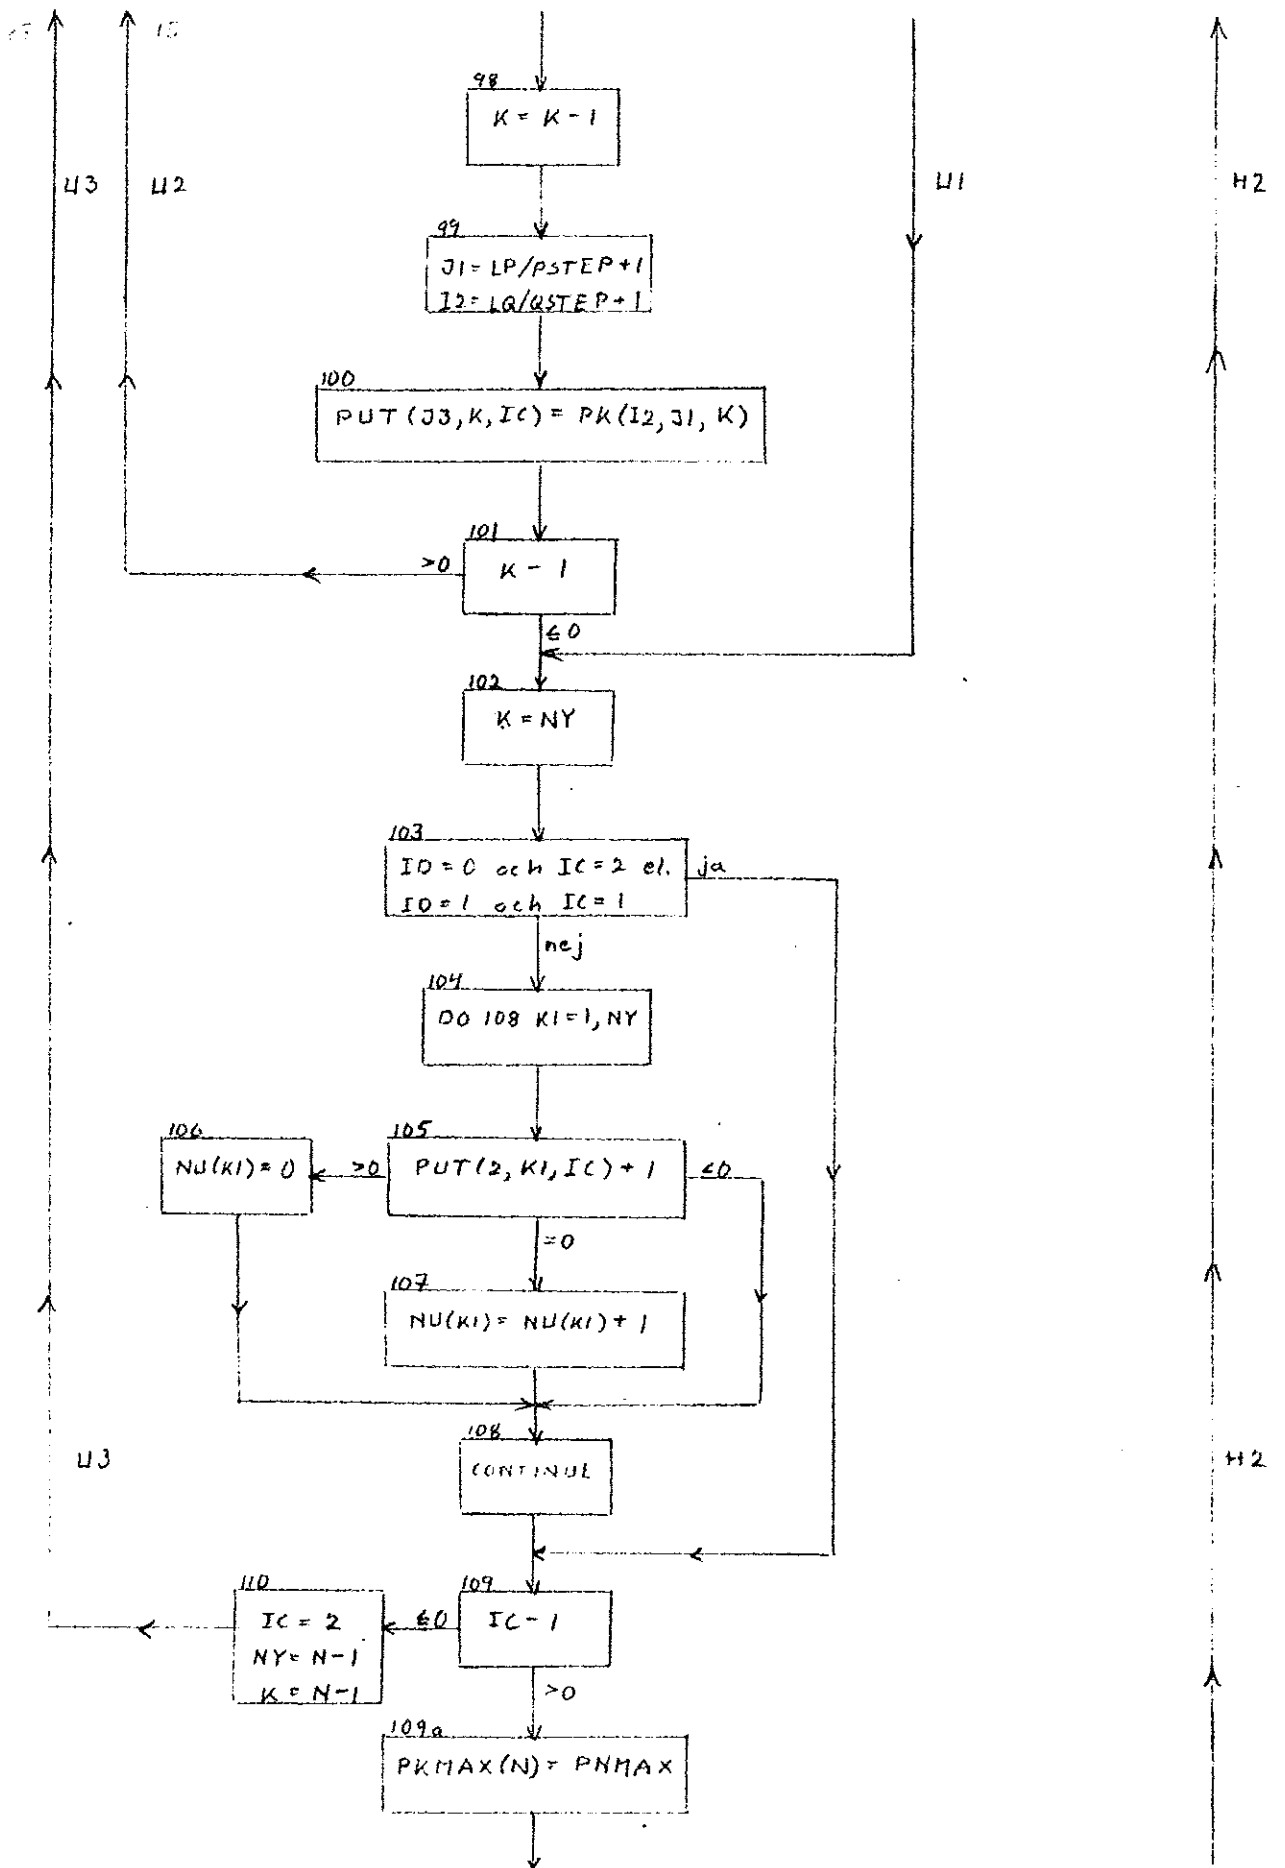 15
98
K = K - 1
U3
U2
U1
H2
99
J1 = LP/PSTEP + 1
I2 = LQ/QSTEP + 1
100
PUT (J3, K, IC) = PK (I2, J1, K)
101
>0
K - 1
≤0
102
K = NY
103
IO = 0 och IC = 2 el.
IO = 1 och IC = 1
ja
nej
104
DO 108 K1 = 1, NY
106
NU(K1) = 0
>0
105
PUT (2, K1, IC) + 1
<0
=0
107
NU(K1) = NU(K1) + 1
108
CONTINUE
U3
H2
110
IC = 2
NY = N - 1
K = N - 1
≤0
109
IC - 1
>0
109a
PKMAX (N) = PNMAX